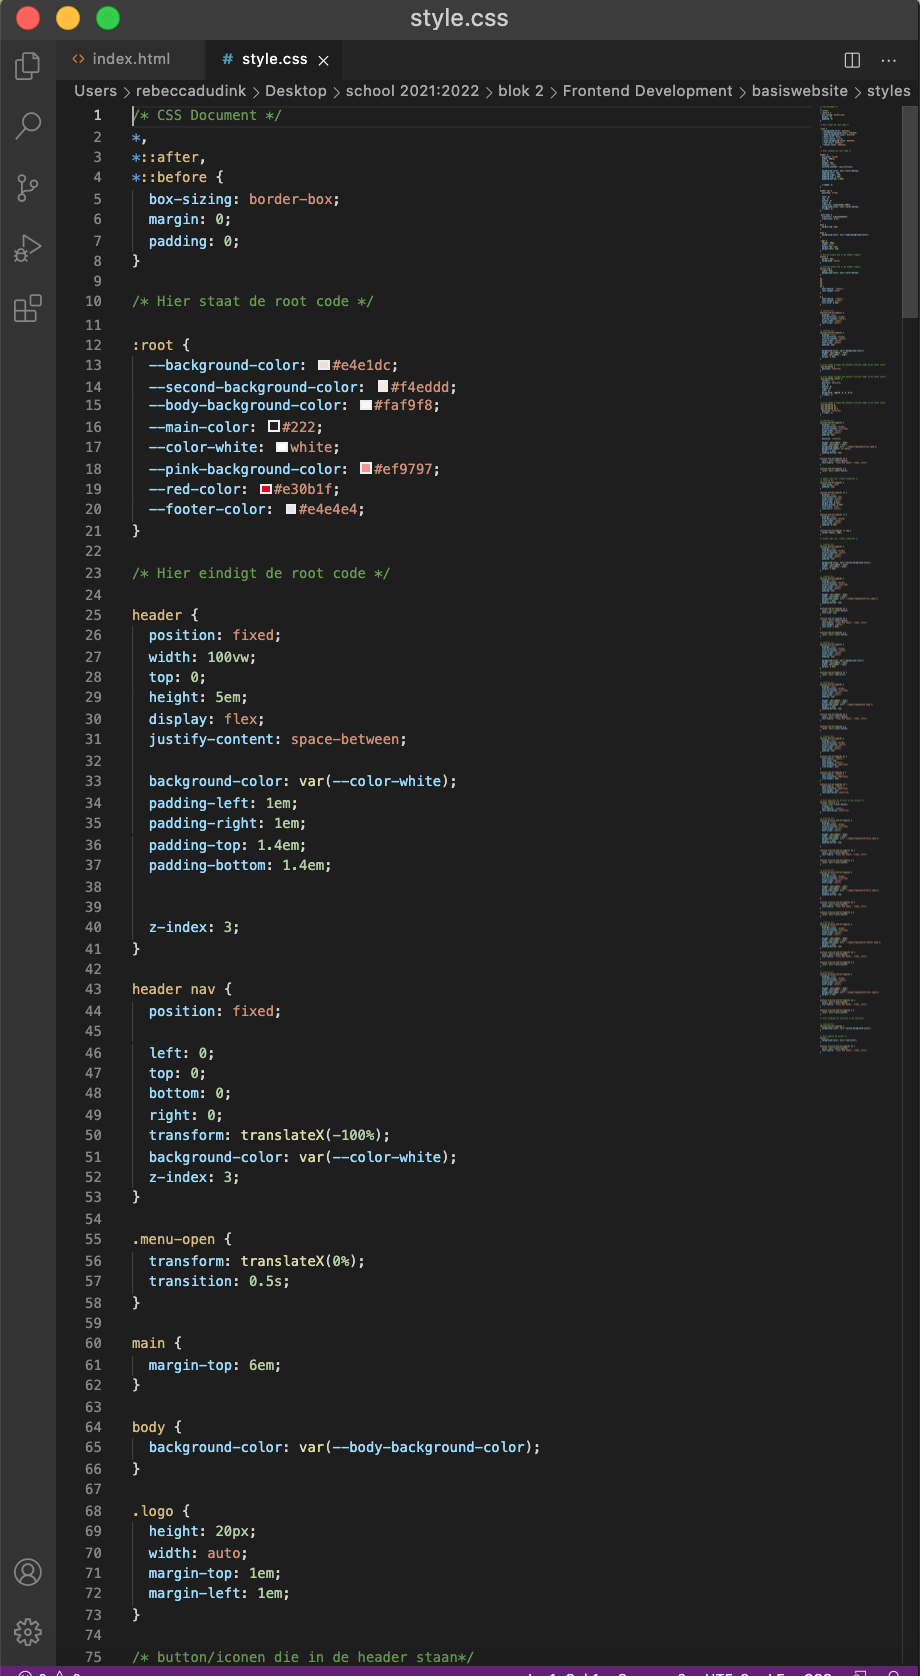 style.css
index.html
# style.css
Users > rebeccadudink > Desktop > school 2021:2022 > blok 2 > Frontend Development > basiswebsite > styles
1 /* CSS Document */
2 *,
3 *::after,
4 *::before {
5 box-sizing: border-box;
6 margin: 0;
7 padding: 0;
8 }
9
10 /* Hier staat de root code */
11
12 :root {
13 --background-color: #e4e1dc;
14 --second-background-color: #f4eddd;
15 --body-background-color: #faf9f8;
16 --main-color: #222;
17 --color-white: white;
18 --pink-background-color: #ef9797;
19 --red-color: #e30b1f;
20 --footer-color: #e4e4e4;
21 }
22
23 /* Hier eindigt de root code */
24
25 header {
26 position: fixed;
27 width: 100vw;
28 top: 0;
29 height: 5em;
30 display: flex;
31 justify-content: space-between;
32
33 background-color: var(--color-white);
34 padding-left: 1em;
35 padding-right: 1em;
36 padding-top: 1.4em;
37 padding-bottom: 1.4em;
38
39
40 z-index: 3;
41 }
42
43 header nav {
44 position: fixed;
45
46 left: 0;
47 top: 0;
48 bottom: 0;
49 right: 0;
50 transform: translateX(-100%);
51 background-color: var(--color-white);
52 z-index: 3;
53 }
54
55 .menu-open {
56 transform: translateX(0%);
57 transition: 0.5s;
58 }
59
60 main {
61 margin-top: 6em;
62 }
63
64 body {
65 background-color: var(--body-background-color);
66 }
67
68 .logo {
69 height: 20px;
70 width: auto;
71 margin-top: 1em;
72 margin-left: 1em;
73 }
74
75 /* button/iconen die in de header staan*/